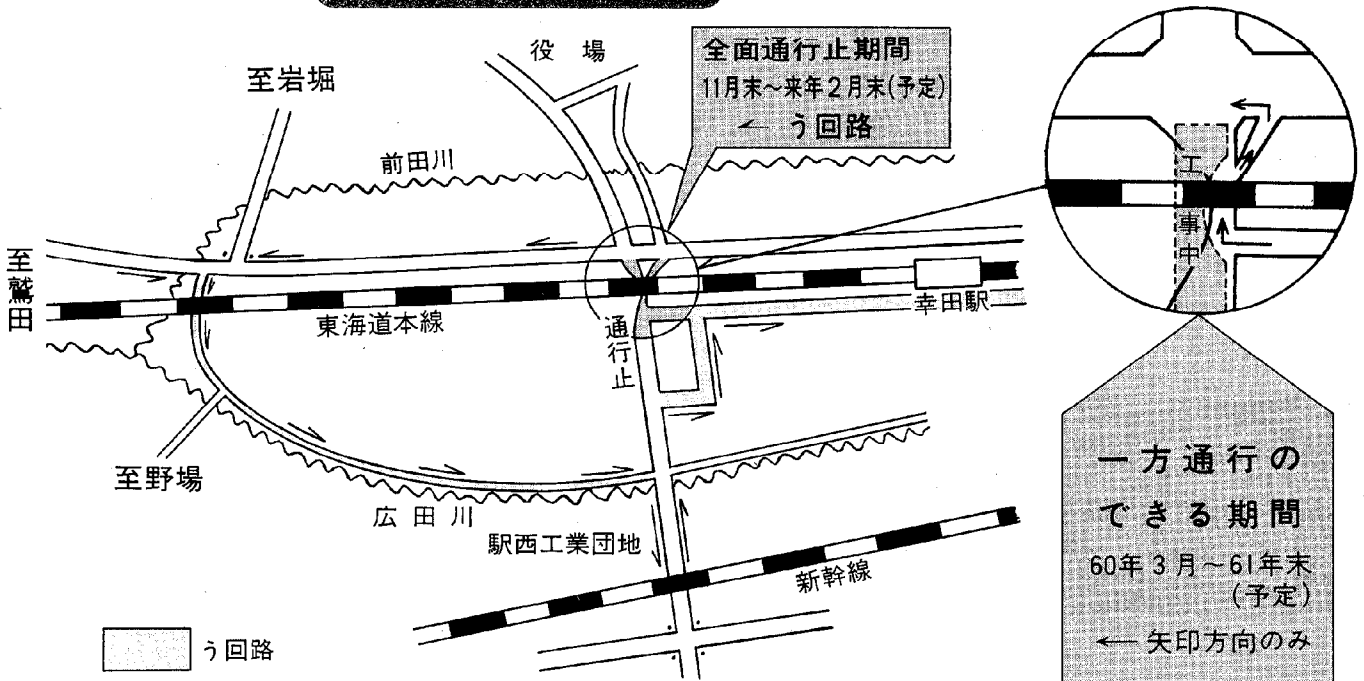 役場
全面通行止期間
11月末～来年2月末(予定)
← う回路
至岩堀
前田川
工事中
至鷲田
東海道本線
幸田駅
通行止
至野場
広田川
駅西工業団地
新幹線
一方通行の
できる期間
60年3月～61年末
(予定)
← 矢印方向のみ
う回路